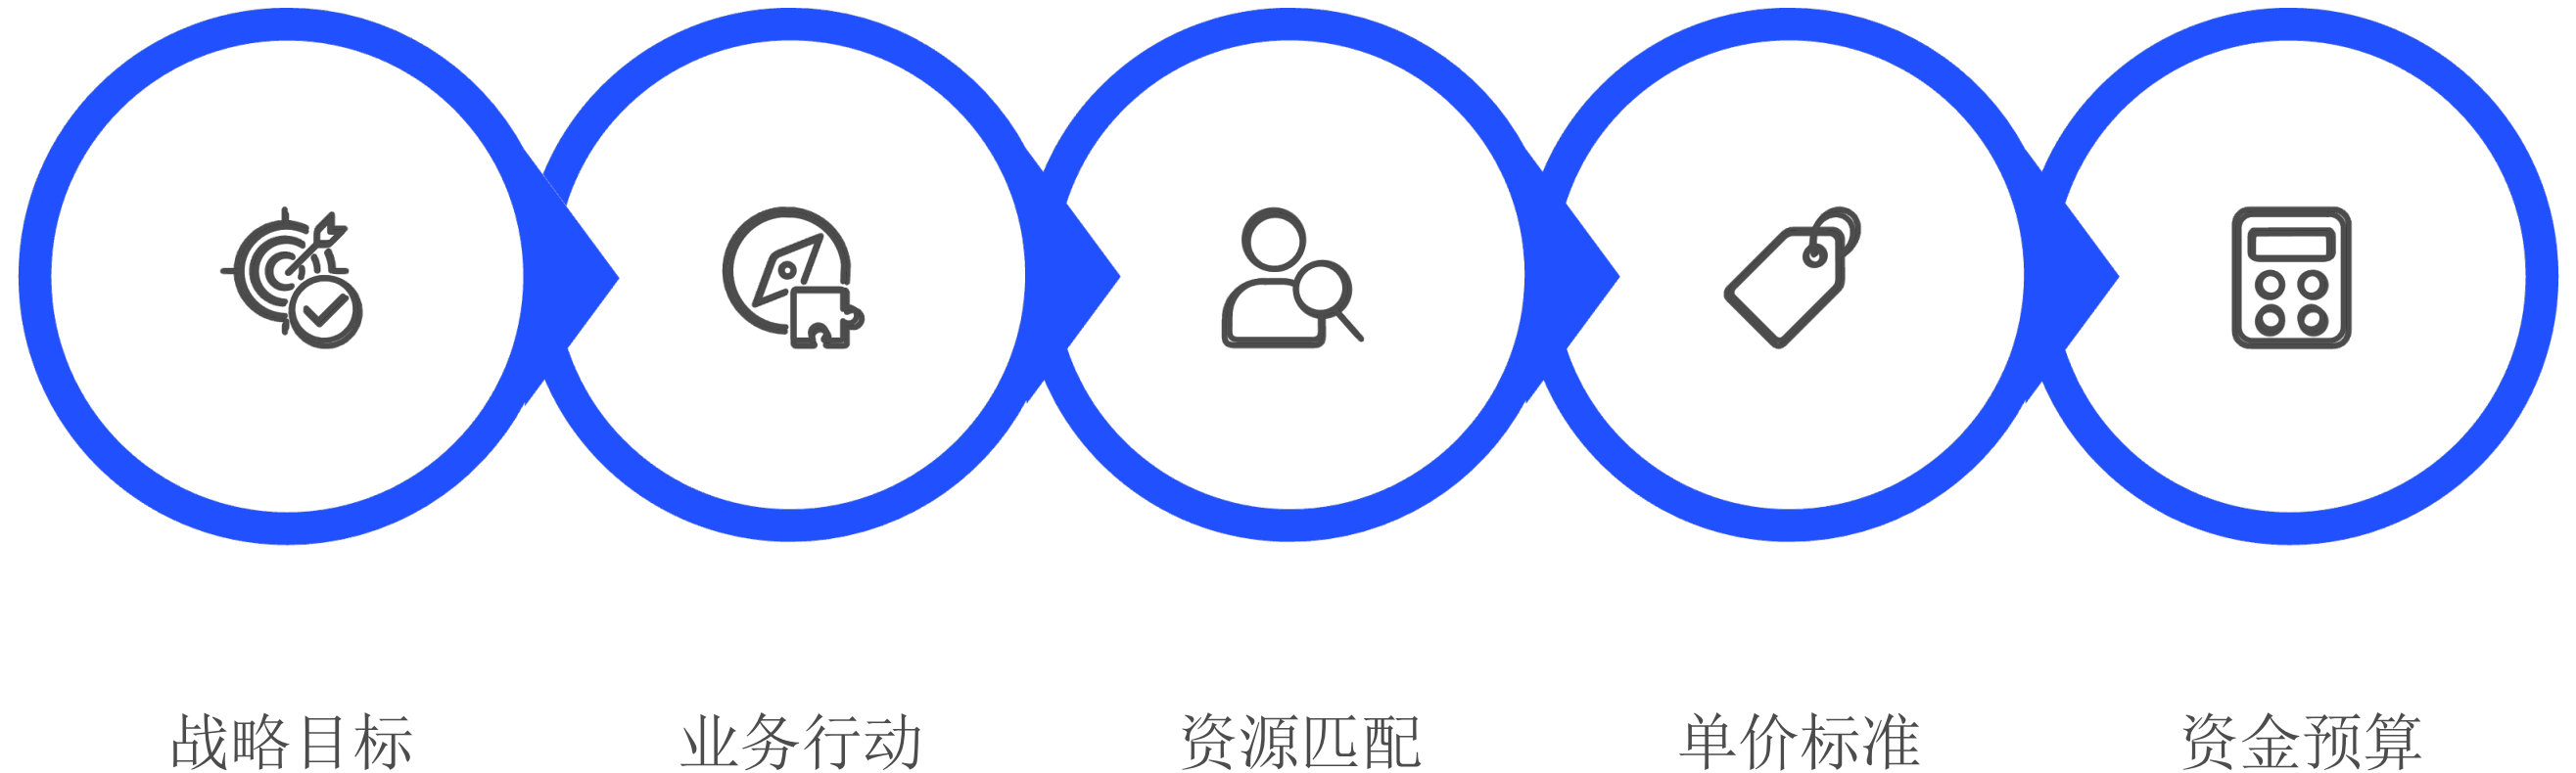 战略目标
业务行动
资源匹配
单价标准
资金预算